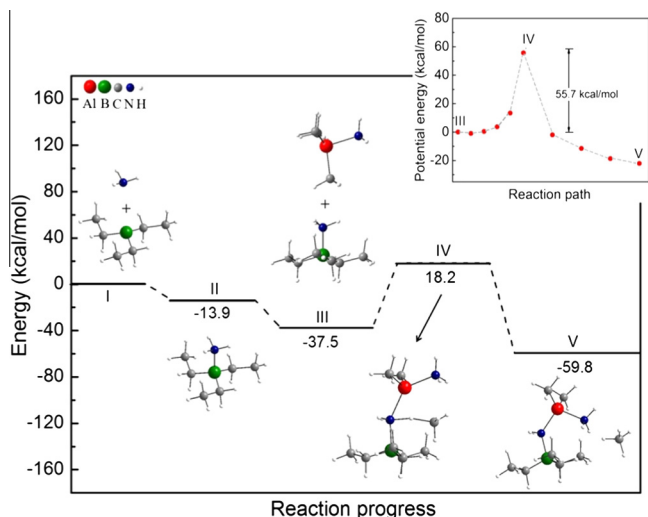 Energy (kcal/mol)
160
120
80
40
0
-40
-80
-120
-160
Al B C N H
+
+
I
II
-13.9
III
-37.5
IV
18.2
V
-59.8
Reaction progress
Potential energy (kcal/mol)
80
60
40
20
0
-20
III
IV
55.7 kcal/mol
V
Reaction path